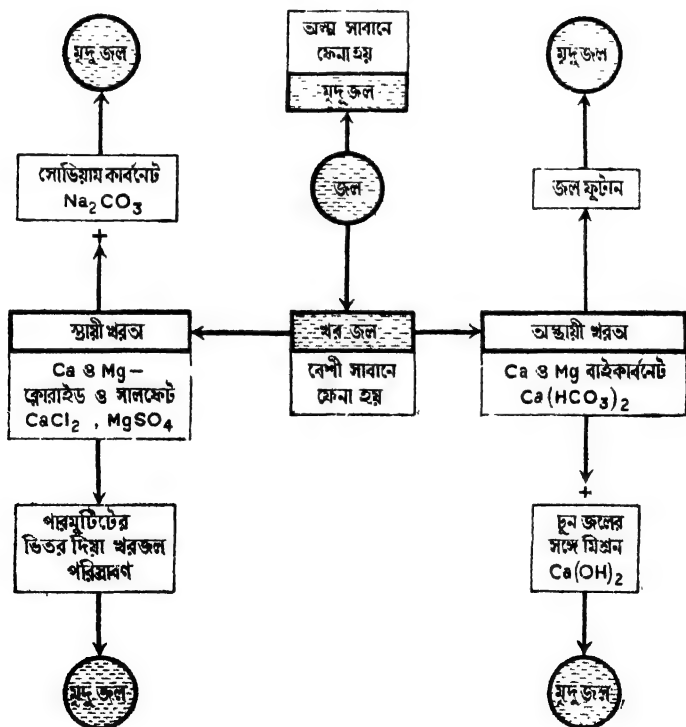 মৃদু জল
অল্প সাবানে
ফেনা হয়
মৃদু জল
মৃদু জল
সোডিয়াম কার্বনেট
Na₂CO₃
+
জল
জল ফুটান
স্থায়ী খরতা
Ca ও Mg–
ক্লোরাইড ও সালফেট
CaCl₂ , MgSO₄
খর জল
বেশী সাবানে
ফেনা হয়
অস্থায়ী খরতা
Ca ও Mg বাইকার্বনেট
Ca(HCO₃)₂
পারমুটিটের
ভিতর দিয়া খরজল
পরিস্রাবণ
+
চুন জলের
সঙ্গে মিশ্রন
Ca(OH)₂
মৃদু জল
মৃদু জল